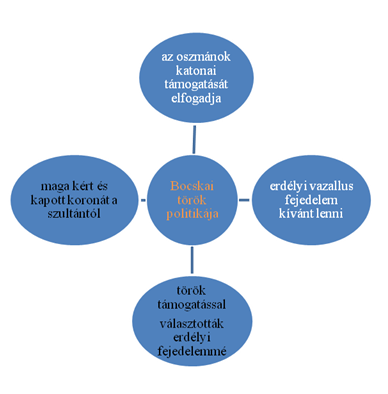 az oszmánok
katonai
támogatását
elfogadja
maga kért és
kapott koronát a
szultántól
Bocskai
török
politikája
erdélyi vazallus
fejedelem
kívánt lenni
török
támogatással
választották
erdélyi
fejedelemmé